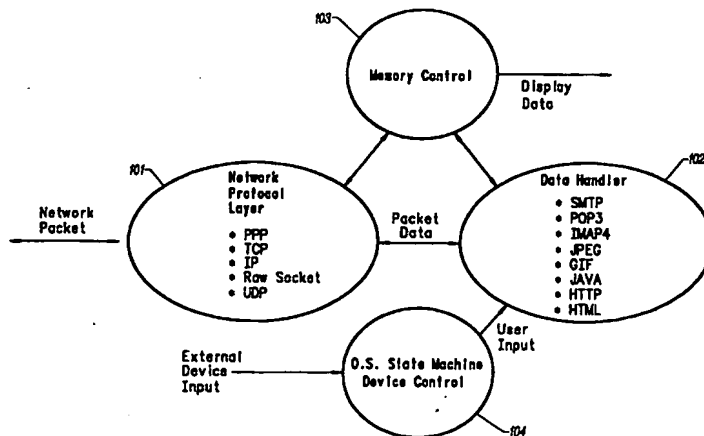 103
Memory Control
Display
Data
101
Network
Protocol
Layer
• PPP
• TCP
• IP
• Raw Socket
• UDP
Network
Packet
Packet
Data
102
Data Handler
• SMTP
• POP3
• IMAP4
• JPEG
• GIF
• JAVA
• HTTP
• HTML
User
Input
External
Device
Input
O.S. State Machine
Device Control
104